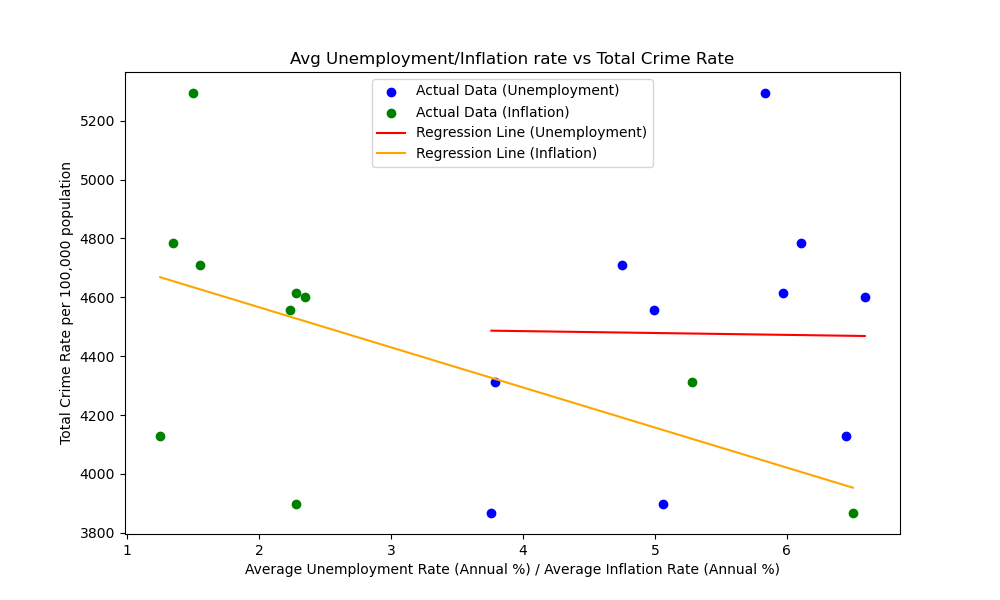 Avg Unemployment/Inflation rate vs Total Crime Rate
Actual Data (Unemployment)
Actual Data (Inflation)
Regression Line (Unemployment)
Regression Line (Inflation)
Total Crime Rate per 100,000 population
5200
5000
4800
4600
4400
4200
4000
3800
1 2 3 4 5 6
Average Unemployment Rate (Annual %) / Average Inflation Rate (Annual %)